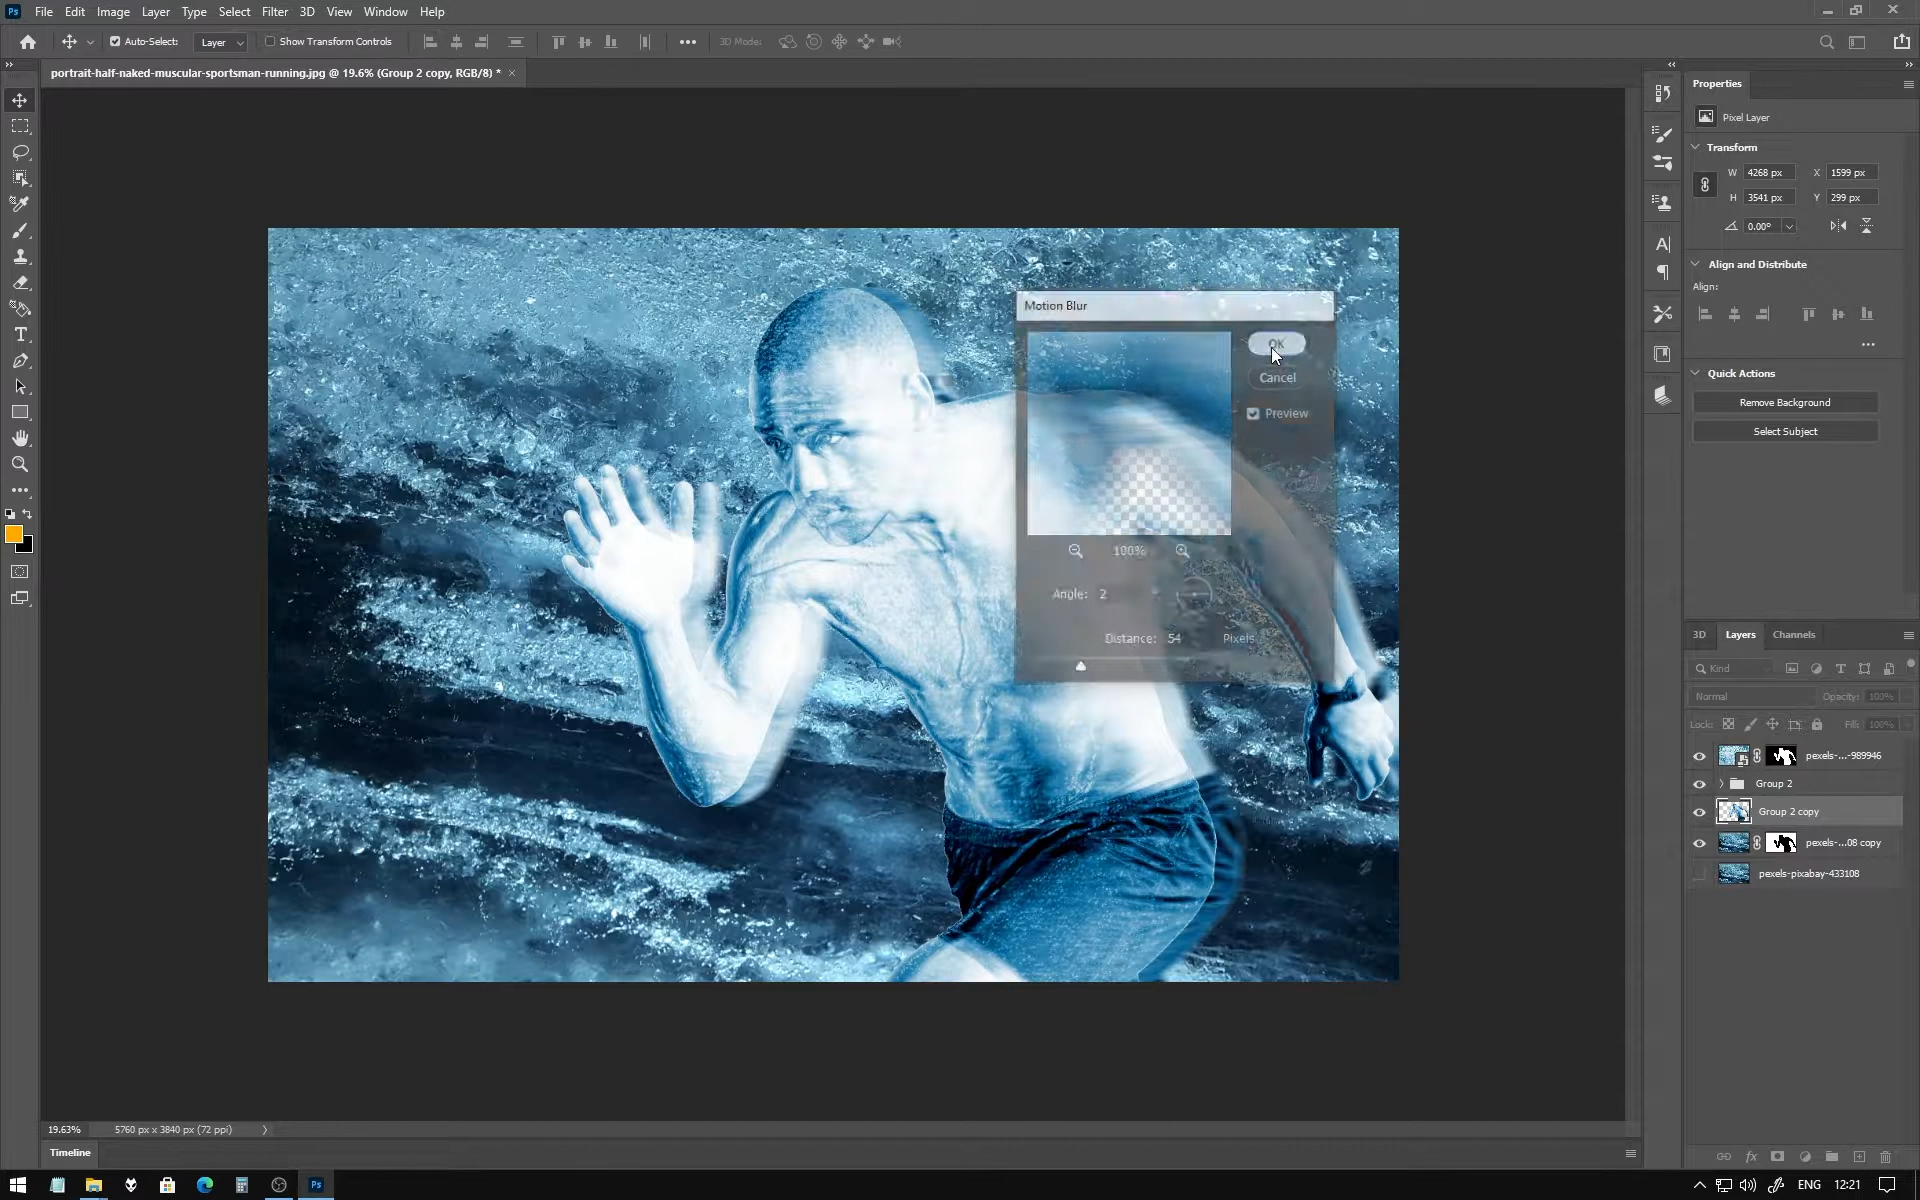 Ps File Edit Image Layer Type Select Filter 3D View Window Help
Auto-Select: Layer Show Transform Controls 3D Mode:
portrait-half-naked-muscular-sportsman-running.jpg @ 19.6% (Group 2 copy, RGB/8) * ×
Properties
Pixel Layer
Transform
W 4268 px X 1599 px
H 3541 px Y 299 px
0.00°
Align and Distribute
Align:
Quick Actions
Remove Background
Select Subject
Motion Blur
OK
Cancel
Preview
100%
Angle: 2
Distance: 54 Pixels
3D Layers Channels
Kind
Normal Opacity: 100%
Lock: Fill: 100%
pexels-...-989946
Group 2
Group 2 copy
pexels-...08 copy
pexels-pixabay-433108
fx
19.63% 5760 px x 3840 px (72 ppi)
Timeline
Ps ENG 12:21